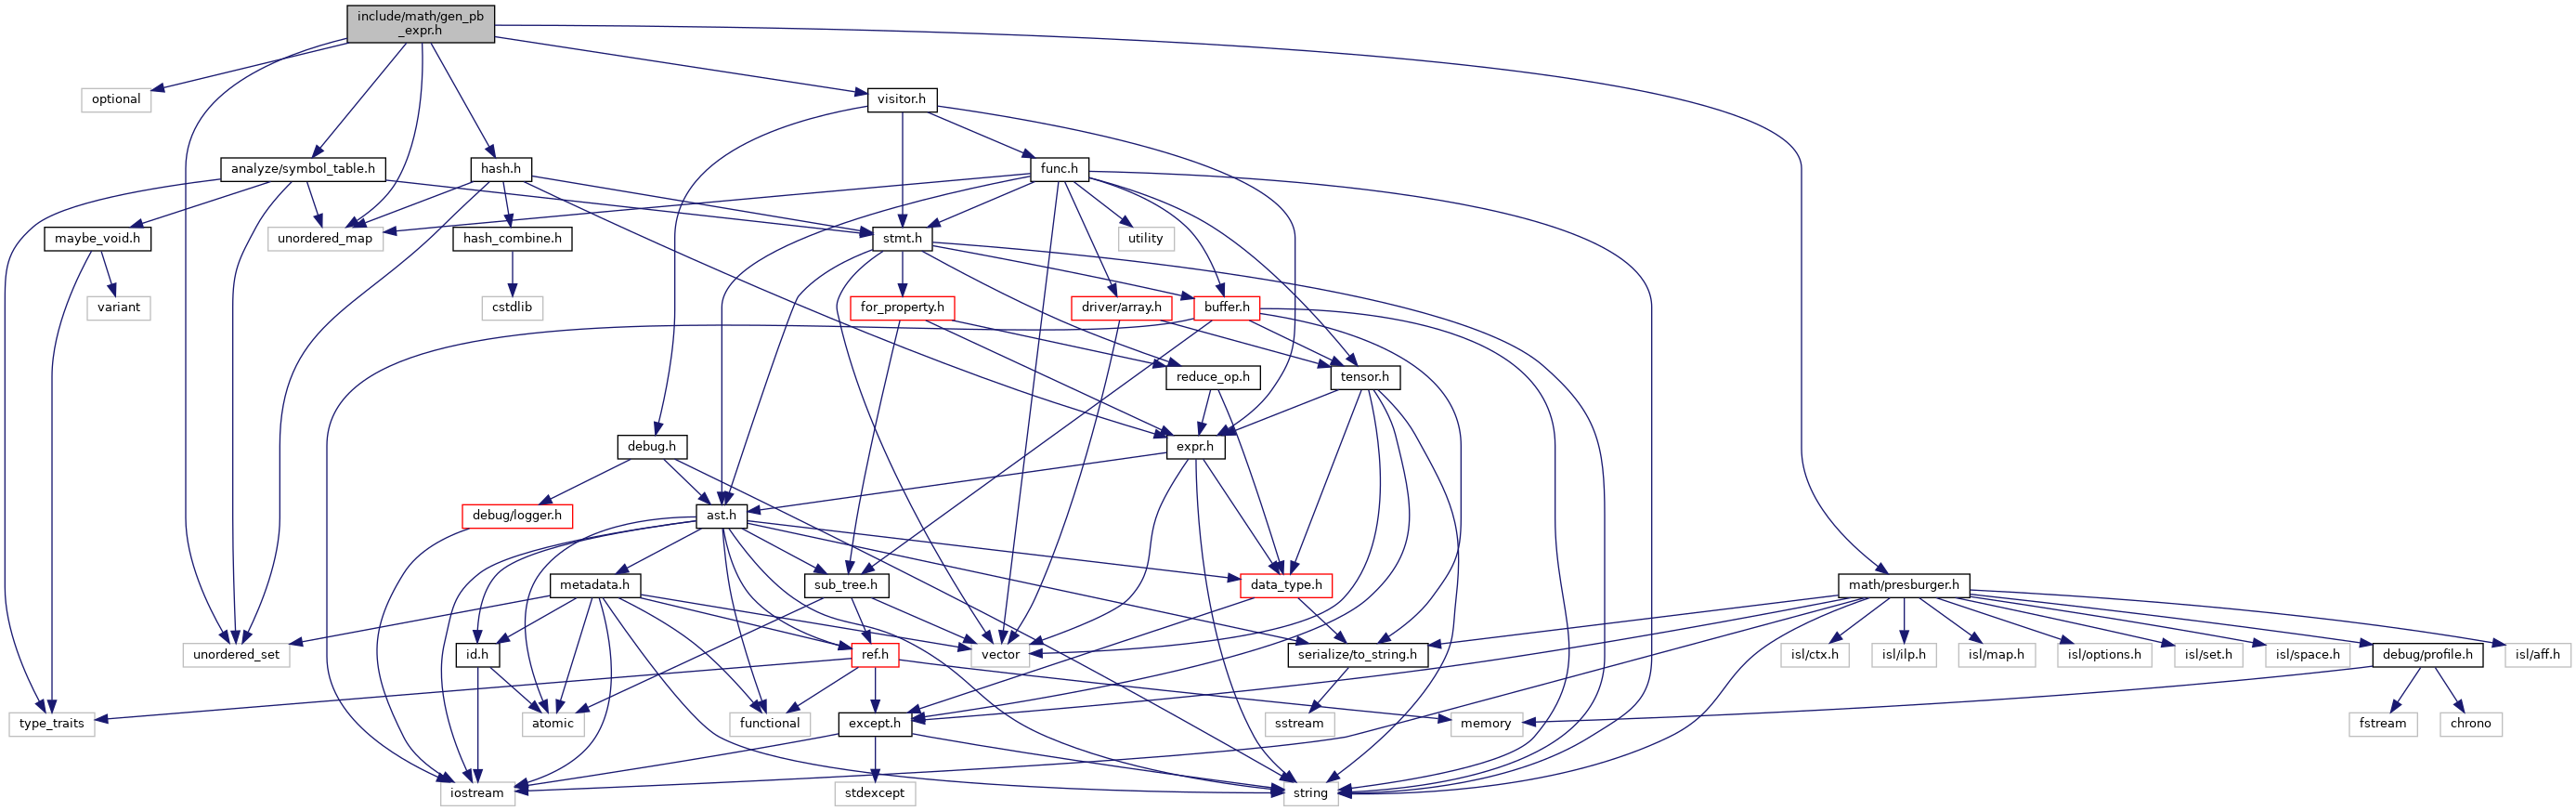 include/math/gen_pb
_expr.h
optional
visitor.h
analyze/symbol_table.h
hash.h
func.h
maybe_void.h
unordered_map
hash_combine.h
stmt.h
utility
variant
cstdlib
for_property.h
driver/array.h
buffer.h
reduce_op.h
tensor.h
debug.h
expr.h
debug/logger.h
ast.h
metadata.h
sub_tree.h
data_type.h
math/presburger.h
unordered_set
id.h
ref.h
vector
serialize/to_string.h
isl/ctx.h
isl/ilp.h
isl/map.h
isl/options.h
isl/set.h
isl/space.h
debug/profile.h
isl/aff.h
type_traits
atomic
functional
except.h
sstream
memory
fstream
chrono
iostream
stdexcept
string